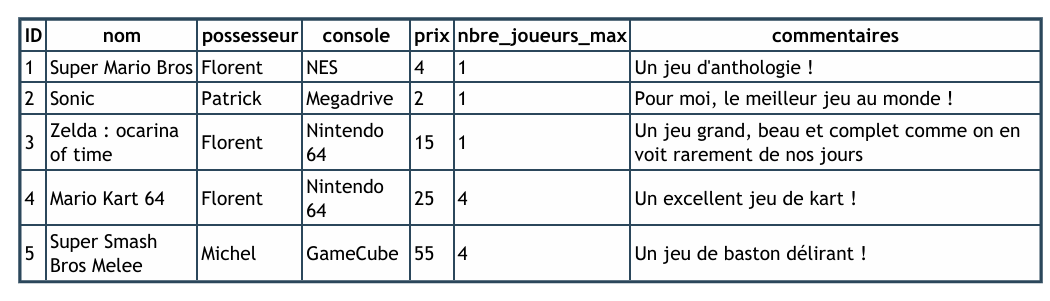 ID nom possesseur console prix nbre_joueurs_max commentaires
1 Super Mario Bros Florent NES 4 1 Un jeu d'anthologie !
2 Sonic Patrick Megadrive 2 1 Pour moi, le meilleur jeu au monde !
3 Zelda : ocarina of time Florent Nintendo 64 15 1 Un jeu grand, beau et complet comme on en voit rarement de nos jours
4 Mario Kart 64 Florent Nintendo 64 25 4 Un excellent jeu de kart !
5 Super Smash Bros Melee Michel GameCube 55 4 Un jeu de baston délirant !